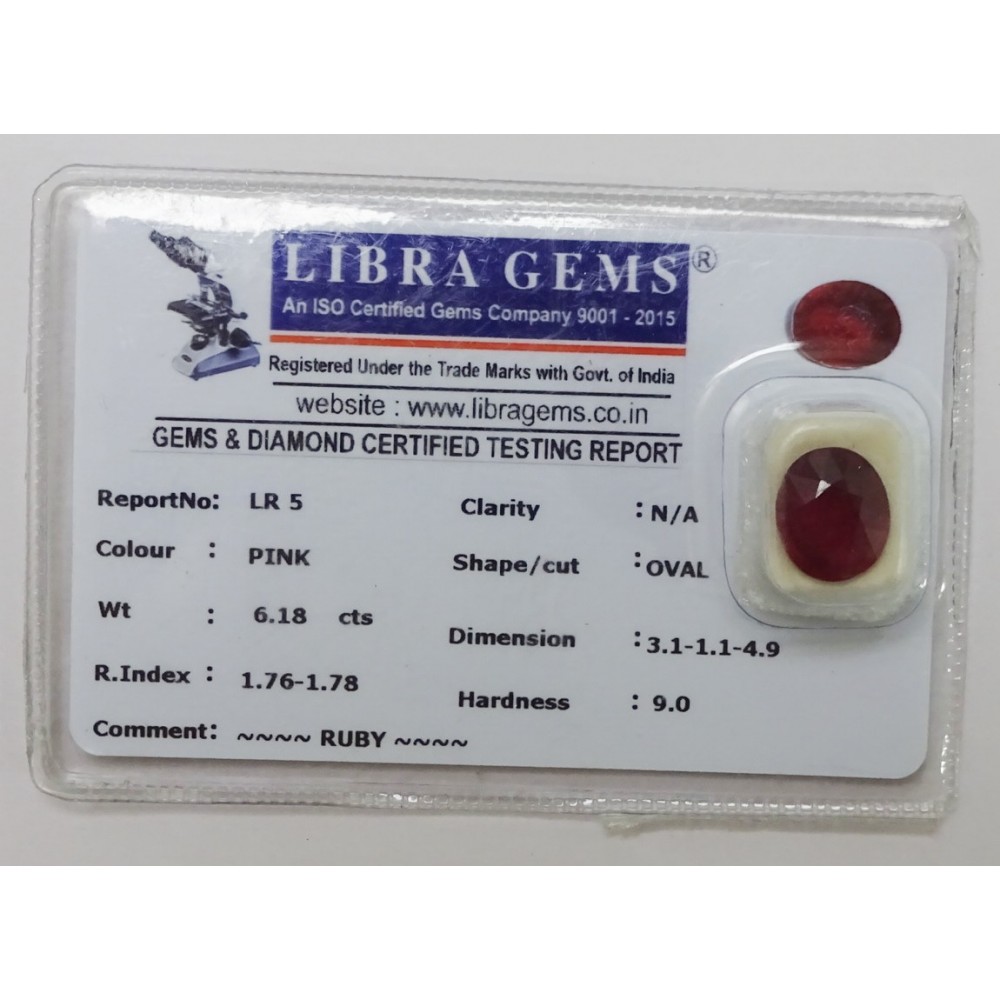 LIBRA GEMS ®
An ISO Certified Gems Company 9001 - 2015
Registered Under the Trade Marks with Govt. of India
website : www.libragems.co.in
GEMS & DIAMOND CERTIFIED TESTING REPORT
ReportNo: LR 5
Colour : PINK
Wt : 6.18 cts
R.Index : 1.76-1.78
Comment: ~~~~ RUBY ~~~~
Clarity : N/A
Shape/cut : OVAL
Dimension : 3.1-1.1-4.9
Hardness : 9.0